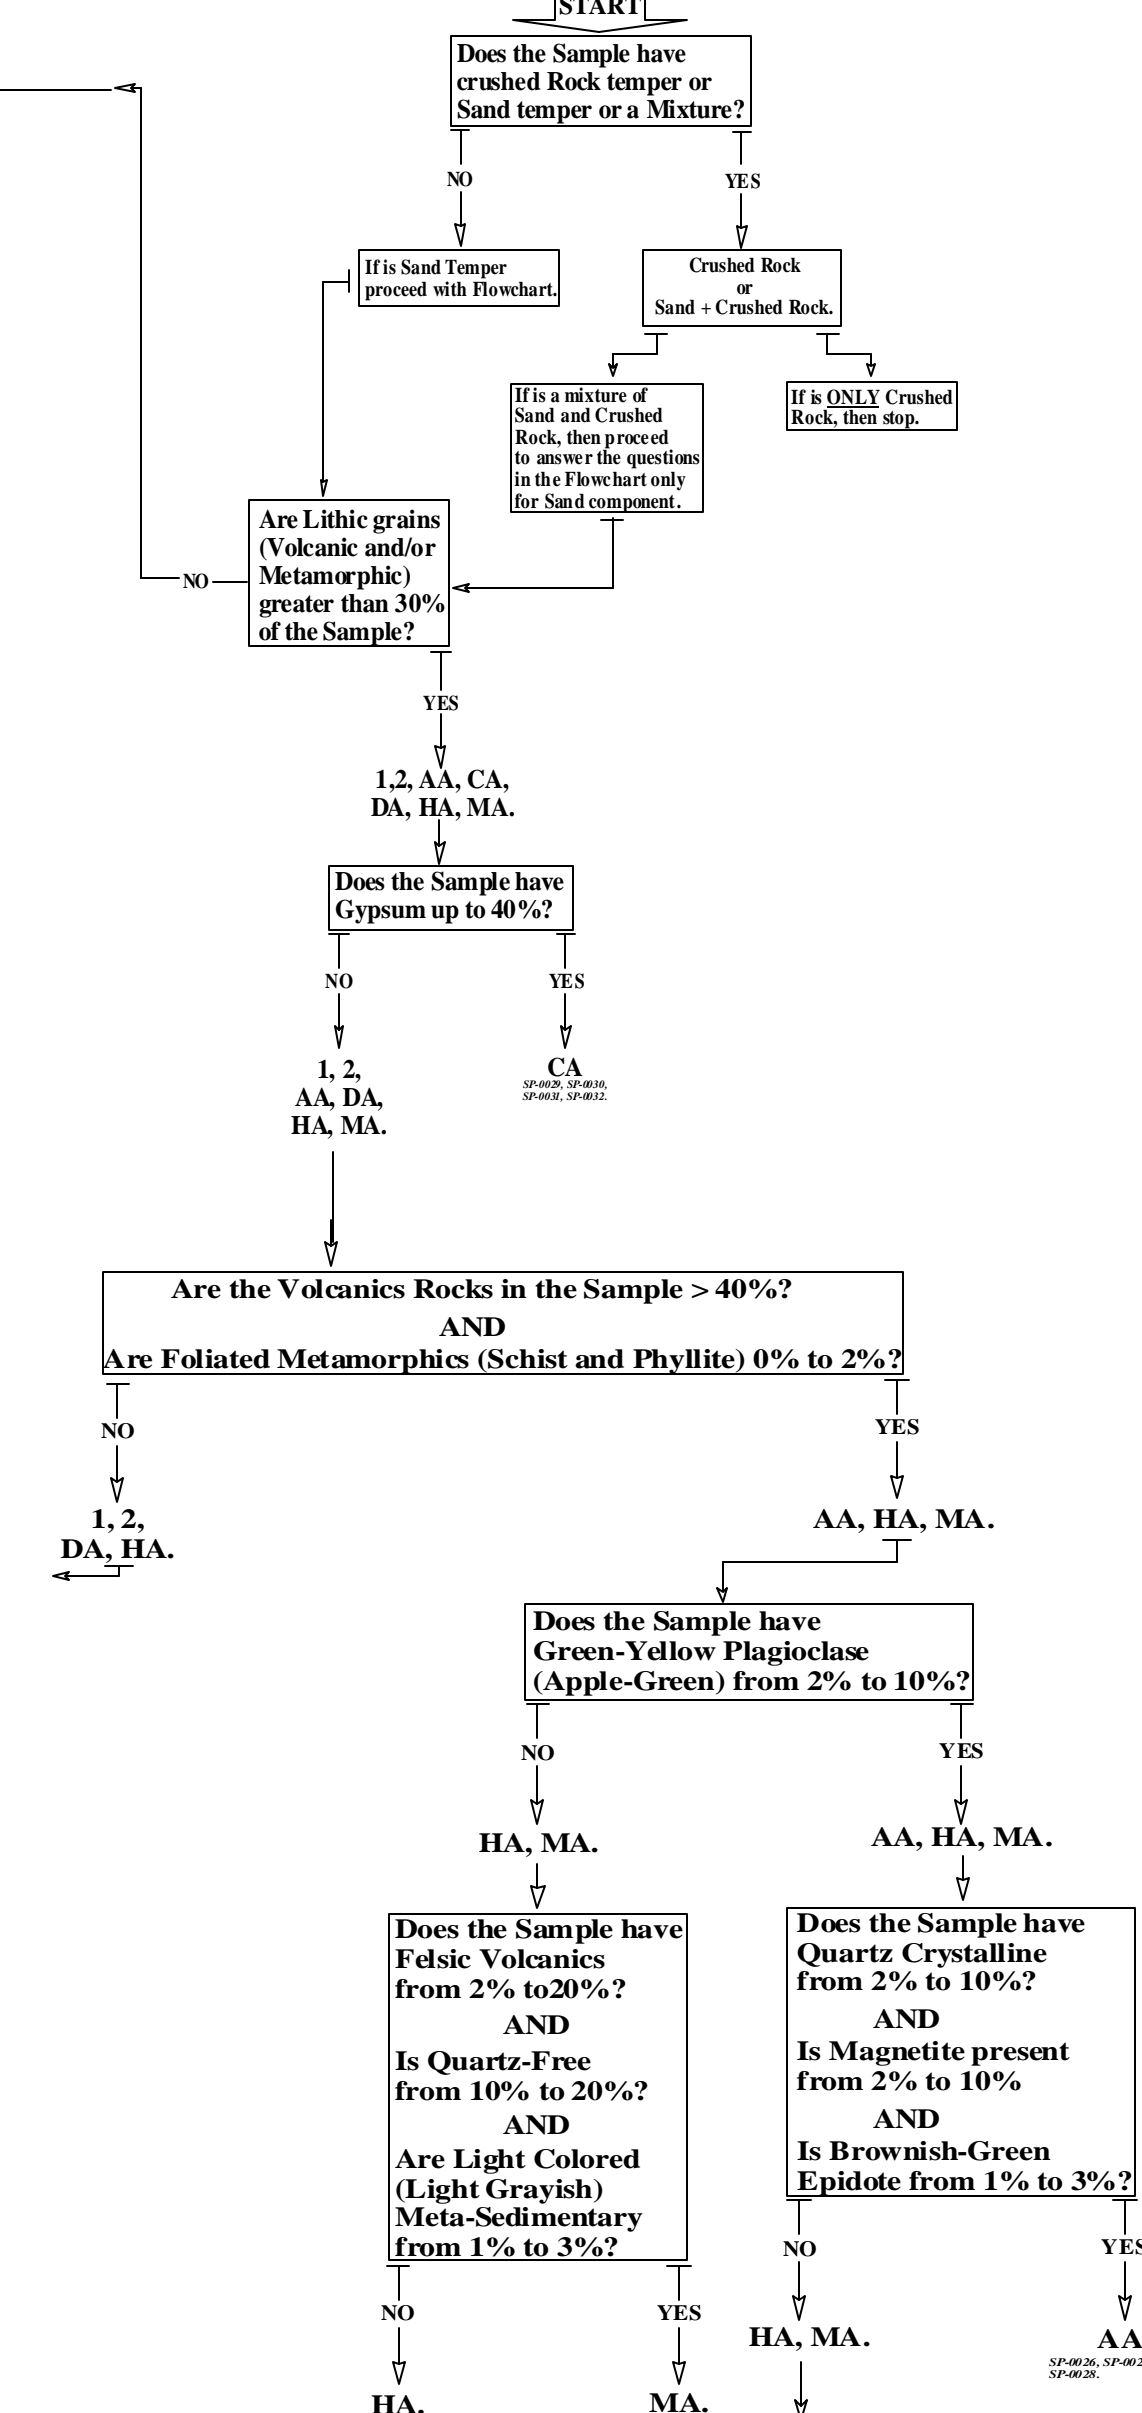 START
Does the Sample have
crushed Rock temper or
Sand temper or a Mixture?
NO
YES
If is Sand Temper
proceed with Flowchart.
Crushed Rock
or
Sand + Crushed Rock.
If is a mixture of
Sand and Crushed
Rock, then proceed
to answer the questions
in the Flowchart only
for Sand component.
If is ONLY Crushed
Rock, then stop.
Are Lithic grains
(Volcanic and/or
Metamorphic)
greater than 30%
of the Sample?
NO
YES
1,2, AA, CA,
DA, HA, MA.
Does the Sample have
Gypsum up to 40%?
NO
YES
1, 2,
AA, DA,
HA, MA.
CA
SP-0029, SP-0030,
SP-0031, SP-0032.
Are the Volcanics Rocks in the Sample > 40%?
AND
Are Foliated Metamorphics (Schist and Phyllite) 0% to 2%?
NO
YES
1, 2,
DA, HA.
AA, HA, MA.
Does the Sample have
Green-Yellow Plagioclase
(Apple-Green) from 2% to 10%?
NO
YES
HA, MA.
AA, HA, MA.
Does the Sample have
Felsic Volcanics
from 2% to20%?
AND
Is Quartz-Free
from 10% to 20%?
AND
Are Light Colored
(Light Grayish)
Meta-Sedimentary
from 1% to 3%?
Does the Sample have
Quartz Crystalline
from 2% to 10%?
AND
Is Magnetite present
from 2% to 10%
AND
Is Brownish-Green
Epidote from 1% to 3%?
NO
YES
NO
YES
HA.
MA.
HA, MA.
AA
SP-0026, SP-002
SP-0028.